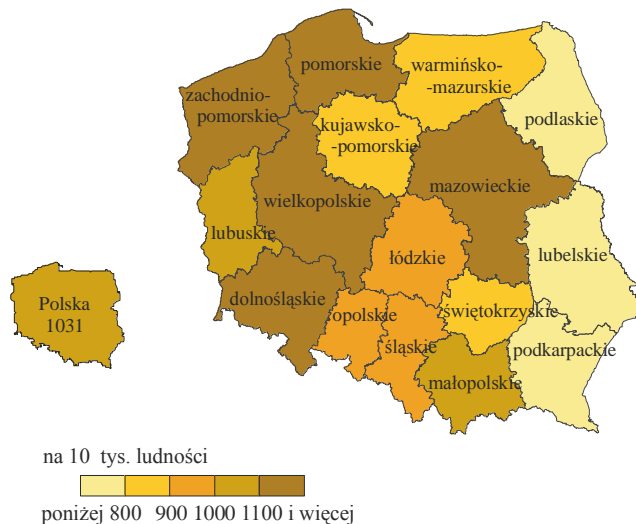 pomorskie
warmińsko-
-mazurskie
zachodnio-
pomorskie
podlaskie
kujawsko-
-pomorskie
mazowieckie
wielkopolskie
lubuskie
łódzkie
lubelskie
dolnośląskie
Polska
1031
opolskie
świętokrzyskie
śląskie
podkarpackie
małopolskie
na 10 tys. ludności
poniżej 800 900 1000 1100 i więcej